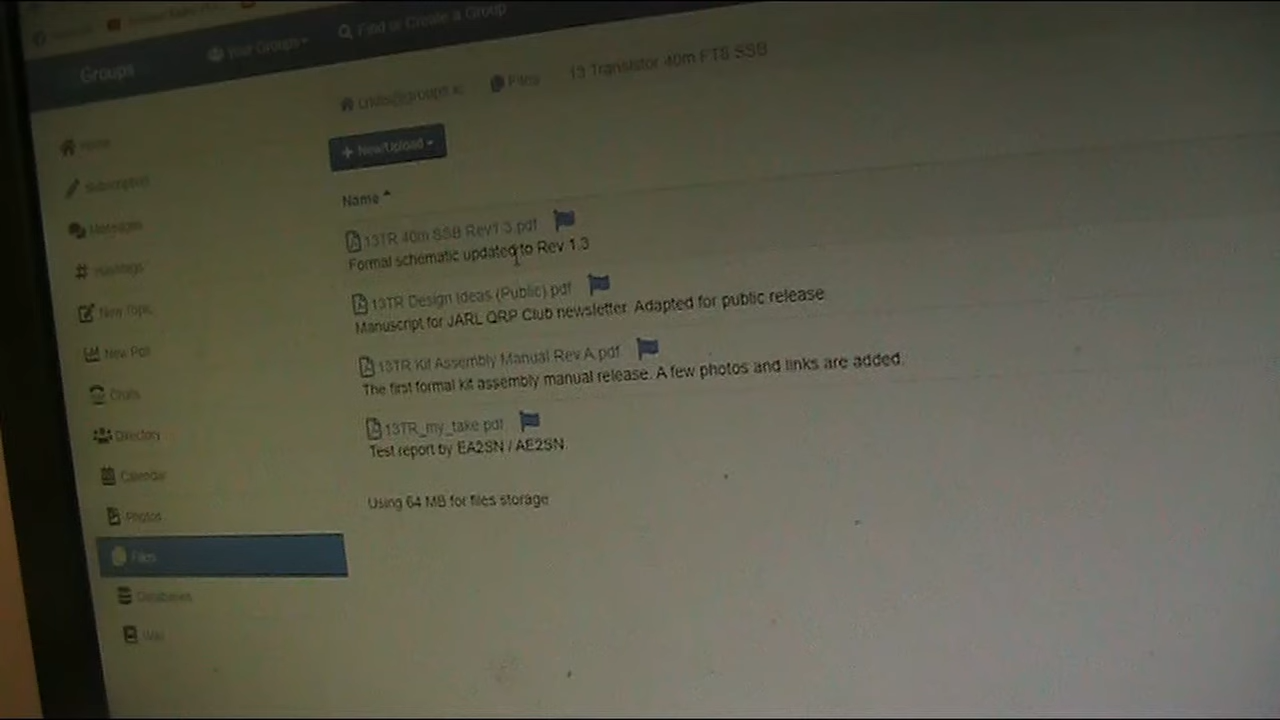 Groups
Your Groups
Find or Create a Group
Files
13 Transistor 40m FTS SSB
Home
Subscription
Messages
Hashtags
New Topic
New Poll
Chats
Directory
Calendar
Photos
Files
Databases
Wiki
+ New/Upload
Name
13TR 40m SSB Rev1.3.pdf
Formal schematic updated to Rev 1.3
13TR Design Ideas (Public).pdf
Manuscript for JARL QRP Club newsletter. Adapted for public release.
13TR Kit Assembly Manual Rev A.pdf
The first formal kit assembly manual release. A few photos and links are added.
13TR_my_take.pdf
Test report by EA2SN / AE2SN.
Using 64 MB for files storage